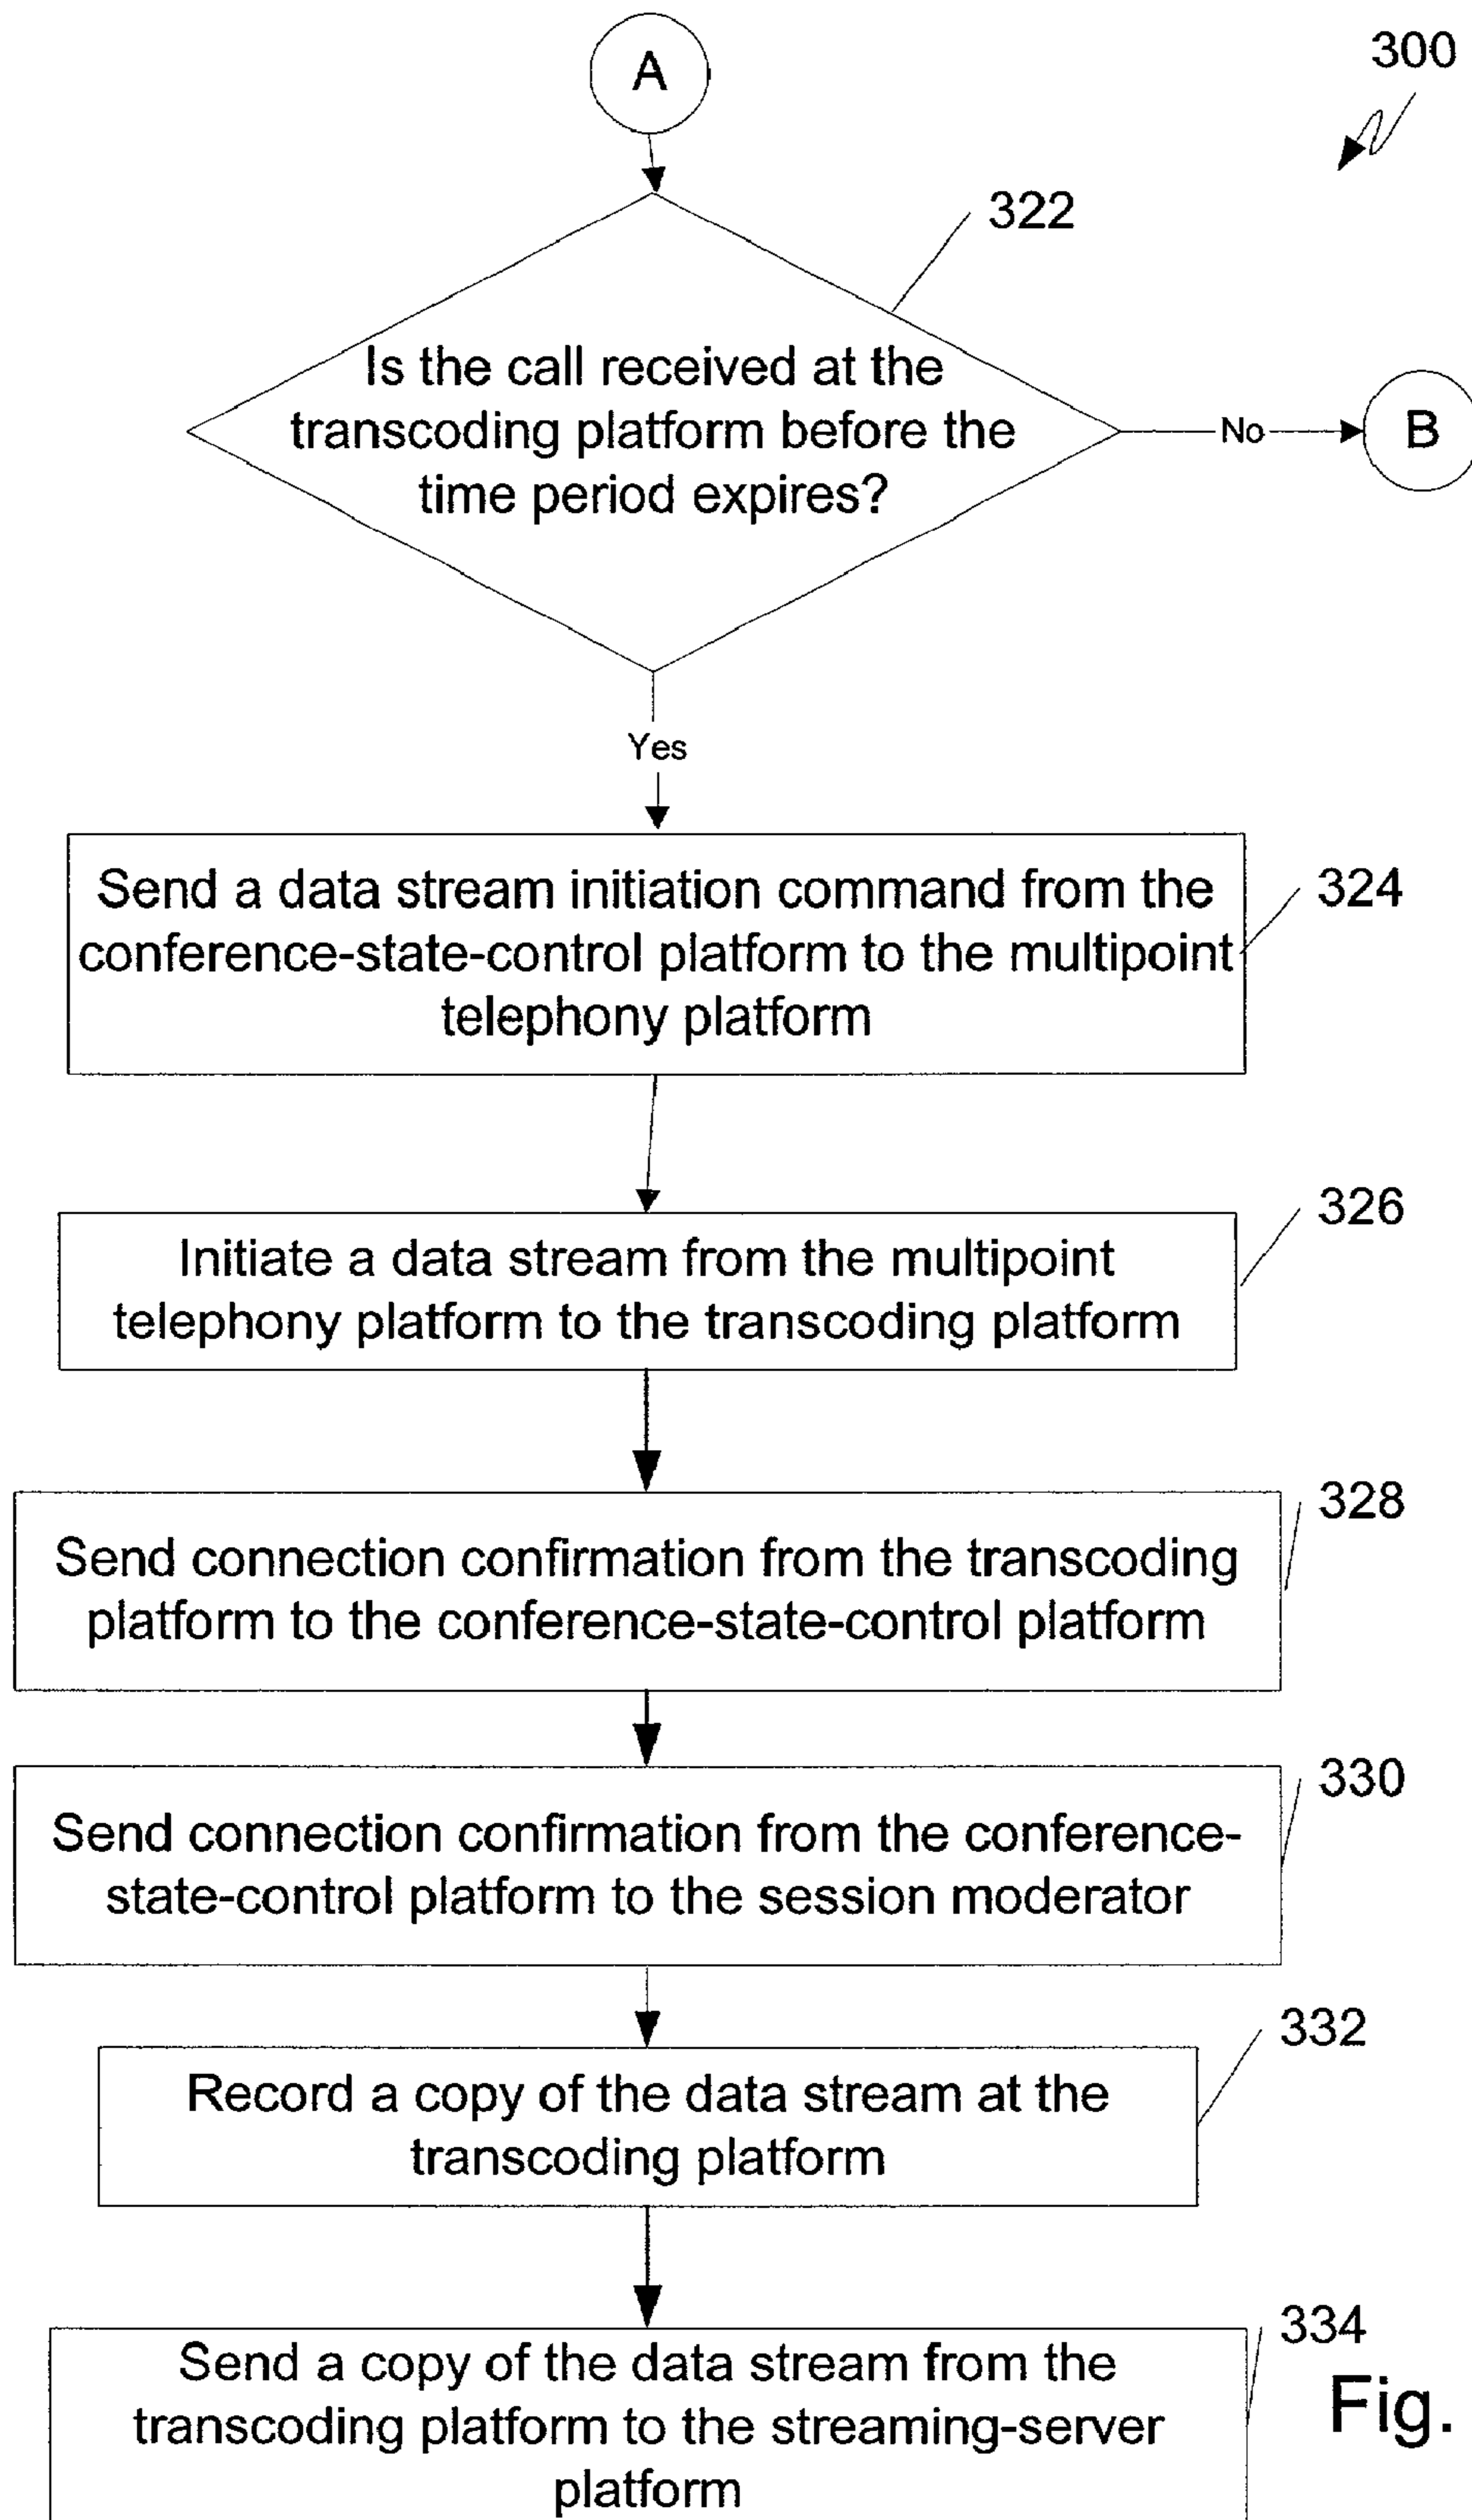 A
300
322
Is the call received at the
transcoding platform before the
time period expires?
No
B
Yes
Send a data stream initiation command from the
conference-state-control platform to the multipoint
telephony platform
324
Initiate a data stream from the multipoint
telephony platform to the transcoding platform
326
Send connection confirmation from the transcoding
platform to the conference-state-control platform
328
Send connection confirmation from the conference-
state-control platform to the session moderator
330
Record a copy of the data stream at the
transcoding platform
332
Send a copy of the data stream from the
transcoding platform to the streaming-server
platform
334
Fig.